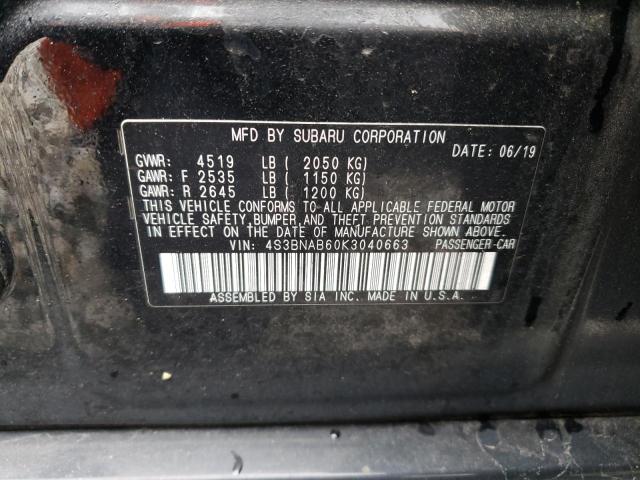 MFD BY SUBARU CORPORATION
DATE: 06/19
GVWR: 4519 LB ( 2050 KG)
GAWR: F 2535 LB ( 1150 KG)
GAWR: R 2645 LB ( 1200 KG)
THIS VEHICLE CONFORMS TO ALL APPLICABLE FEDERAL MOTOR
VEHICLE SAFETY, BUMPER, AND THEFT PREVENTION STANDARDS
IN EFFECT ON THE DATE OF MANUFACTURE SHOWN ABOVE.
VIN: 4S3BNAB60K3040663 PASSENGER-CAR
ASSEMBLED BY SIA INC. MADE IN U.S.A.